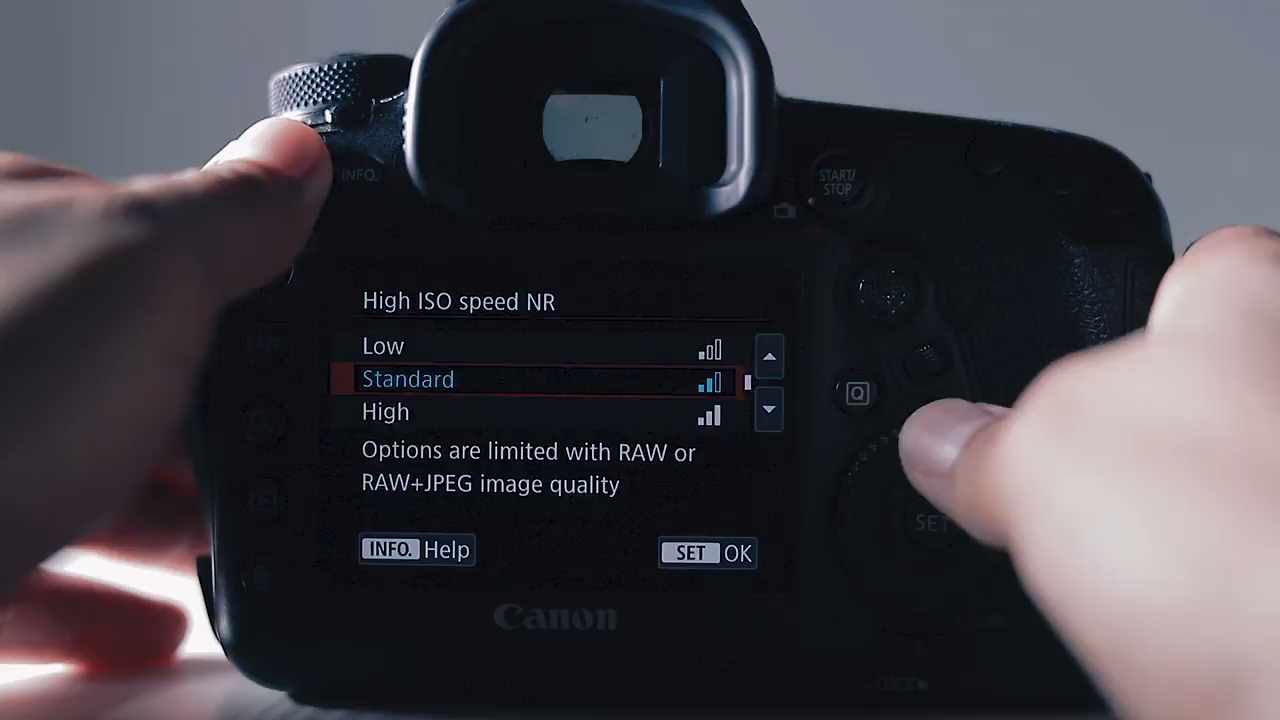 INFO.
START/
STOP
High ISO speed NR
Low
Standard
High
Options are limited with RAW or
RAW+JPEG image quality
Q
SET
INFO. Help
SET OK
Canon